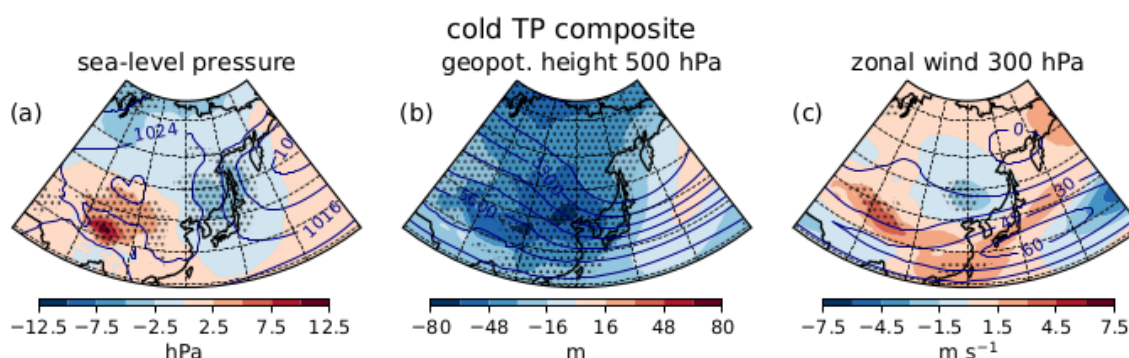 cold TP composite
sea-level pressure
geopot. height 500 hPa
zonal wind 300 hPa
(a)
(b)
(c)
1024
1016
0
30
60
−12.5 −7.5 −2.5 2.5 7.5 12.5
hPa
−80 −48 −16 16 48 80
m
−7.5 −4.5 −1.5 1.5 4.5 7.5
m s⁻¹